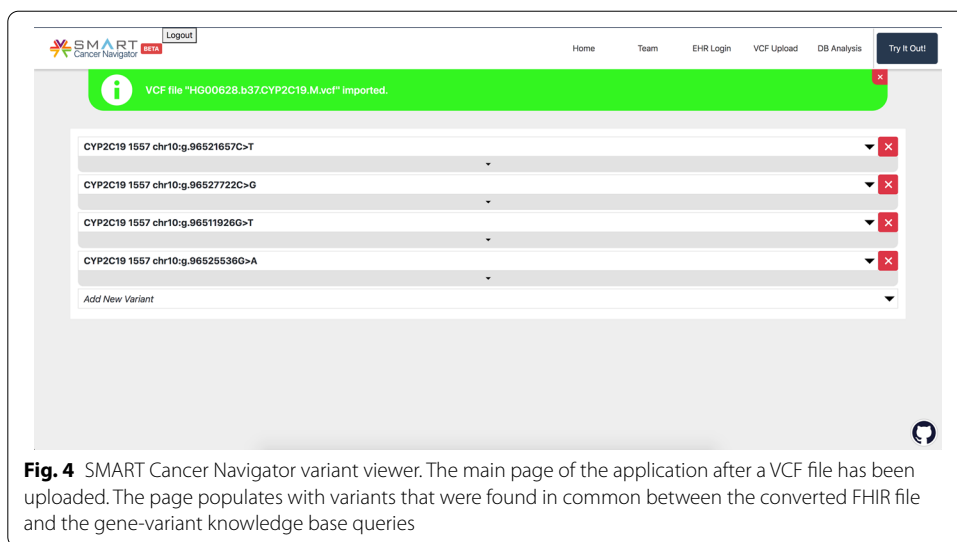 Logout
SMART
Cancer Navigator BETA
Home Team EHR Login VCF Upload DB Analysis Try It Out!
VCF file "HG00628.b37.CYP2C19.M.vcf" imported.
CYP2C19 1557 chr10:g.96521657C>T
CYP2C19 1557 chr10:g.96527722C>G
CYP2C19 1557 chr10:g.96511926G>T
CYP2C19 1557 chr10:g.96525536G>A
Add New Variant
Fig. 4 SMART Cancer Navigator variant viewer. The main page of the application after a VCF file has been
uploaded. The page populates with variants that were found in common between the converted FHIR file
and the gene-variant knowledge base queries